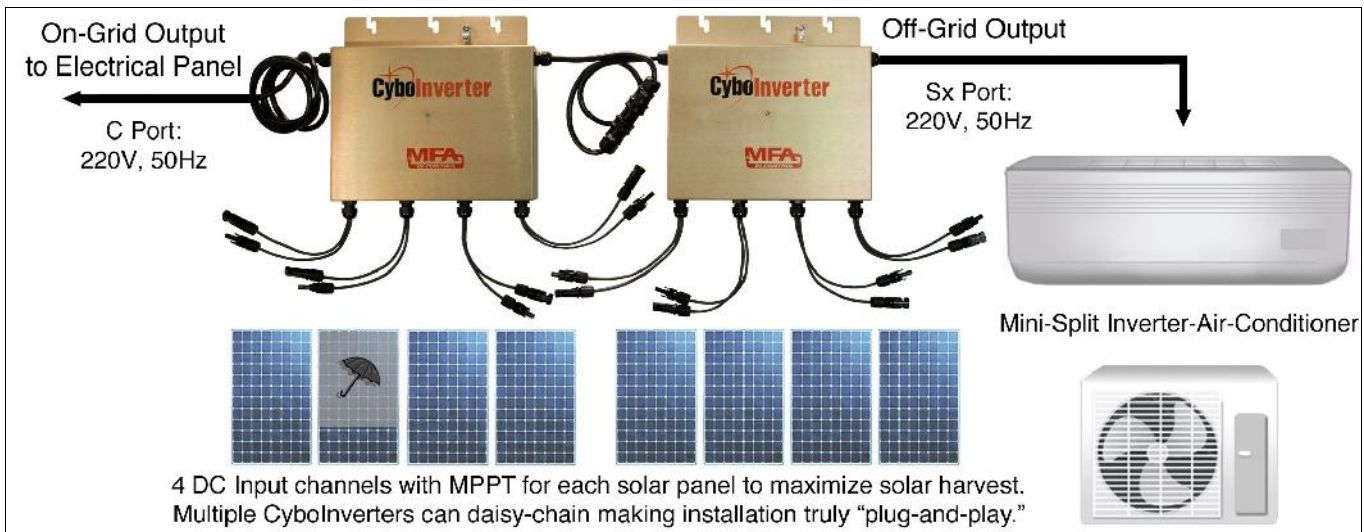 On-Grid Output
to Electrical Panel
C Port:
220V, 50Hz
CyboInverter
MFA
CyboInverter
MFA
Off-Grid Output
Sx Port:
220V, 50Hz
Mini-Split Inverter-Air-Conditioner
4 DC Input channels with MPPT for each solar panel to maximize solar harvest.
Multiple CyboInverters can daisy-chain making installation truly “plug-and-play.”